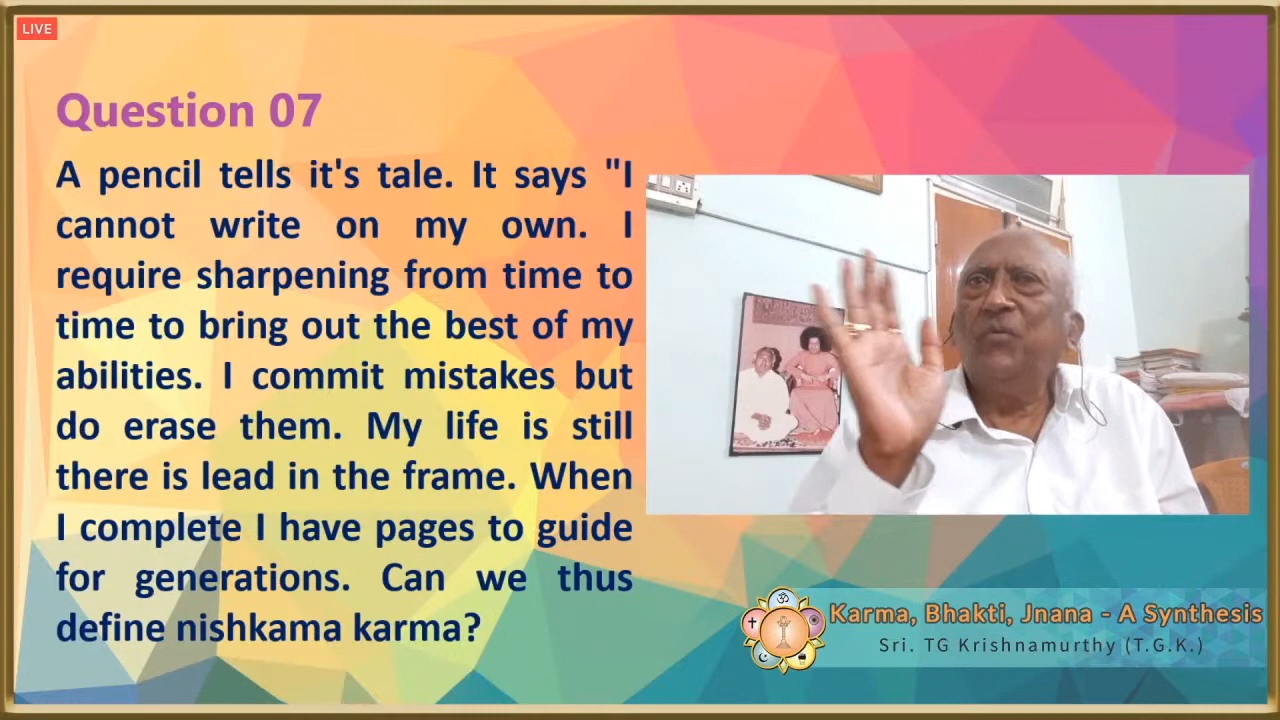 LIVE
Question 07
A pencil tells it's tale. It says "I
cannot write on my own. I
require sharpening from time to
time to bring out the best of my
abilities. I commit mistakes but
do erase them. My life is still
there is lead in the frame. When
I complete I have pages to guide
for generations. Can we thus
define nishkama karma?
ॐ
Karma, Bhakti, Jnana - A Synthesis
Sri. TG Krishnamurthy (T.G.K.)